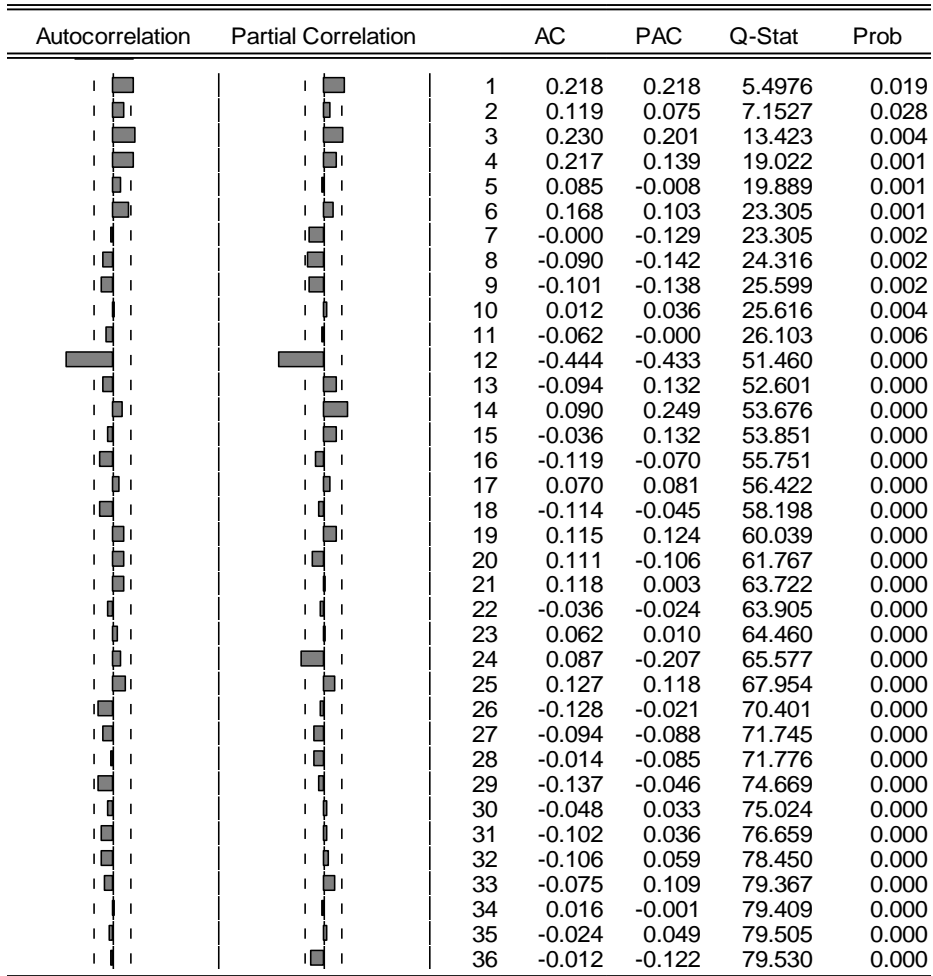 Autocorrelation Partial Correlation AC PAC Q-Stat Prob
1 0.218 0.218 5.4976 0.019
2 0.119 0.075 7.1527 0.028
3 0.230 0.201 13.423 0.004
4 0.217 0.139 19.022 0.001
5 0.085 -0.008 19.889 0.001
6 0.168 0.103 23.305 0.001
7 -0.000 -0.129 23.305 0.002
8 -0.090 -0.142 24.316 0.002
9 -0.101 -0.138 25.599 0.002
10 0.012 0.036 25.616 0.004
11 -0.062 -0.000 26.103 0.006
12 -0.444 -0.433 51.460 0.000
13 -0.094 0.132 52.601 0.000
14 0.090 0.249 53.676 0.000
15 -0.036 0.132 53.851 0.000
16 -0.119 -0.070 55.751 0.000
17 0.070 0.081 56.422 0.000
18 -0.114 -0.045 58.198 0.000
19 0.115 0.124 60.039 0.000
20 0.111 -0.106 61.767 0.000
21 0.118 0.003 63.722 0.000
22 -0.036 -0.024 63.905 0.000
23 0.062 0.010 64.460 0.000
24 0.087 -0.207 65.577 0.000
25 0.127 0.118 67.954 0.000
26 -0.128 -0.021 70.401 0.000
27 -0.094 -0.088 71.745 0.000
28 -0.014 -0.085 71.776 0.000
29 -0.137 -0.046 74.669 0.000
30 -0.048 0.033 75.024 0.000
31 -0.102 0.036 76.659 0.000
32 -0.106 0.059 78.450 0.000
33 -0.075 0.109 79.367 0.000
34 0.016 -0.001 79.409 0.000
35 -0.024 0.049 79.505 0.000
36 -0.012 -0.122 79.530 0.000